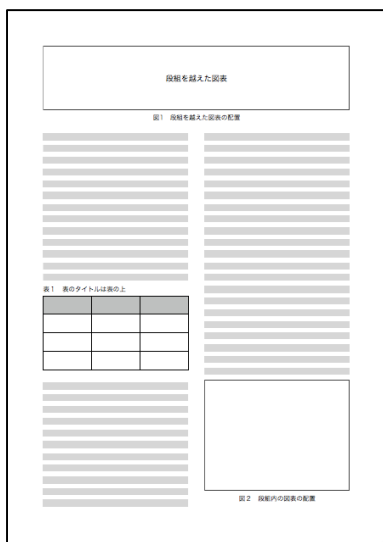 段組を越えた図表
図1　段組を越えた図表の配置
表1　表のタイトルは表の上
図2　段組内の図表の配置